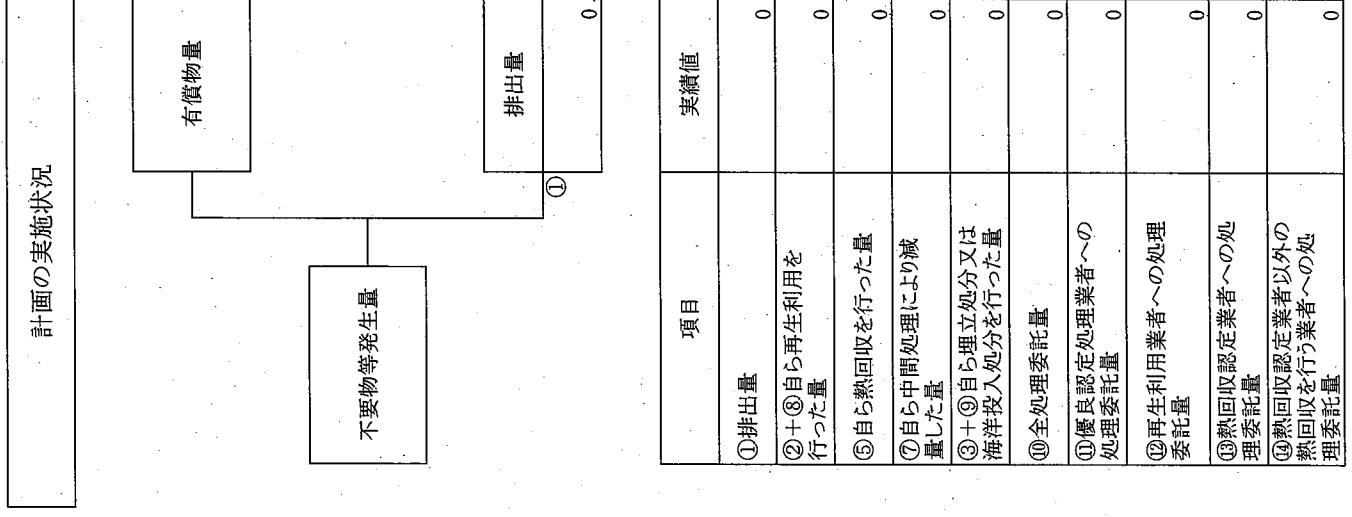 計画の実施状況
不要物等発生量
有償物量
①
排出量
0
項目
実績値
①排出量
0
②+⑧自ら再生利用を
行った量
0
⑤自ら熱回収を行った量
0
⑦自ら中間処理により減
量した量
0
③+⑨自ら埋立処分又は
海洋投入処分を行った量
0
⑩全処理委託量
0
⑪優良認定処理業者への
処理委託量
0
⑫再生利用業者への処理
委託量
0
⑬熱回収認定業者への処
理委託量
0
⑭熱回収認定業者以外の
熱回収を行う業者への処
理委託量
0